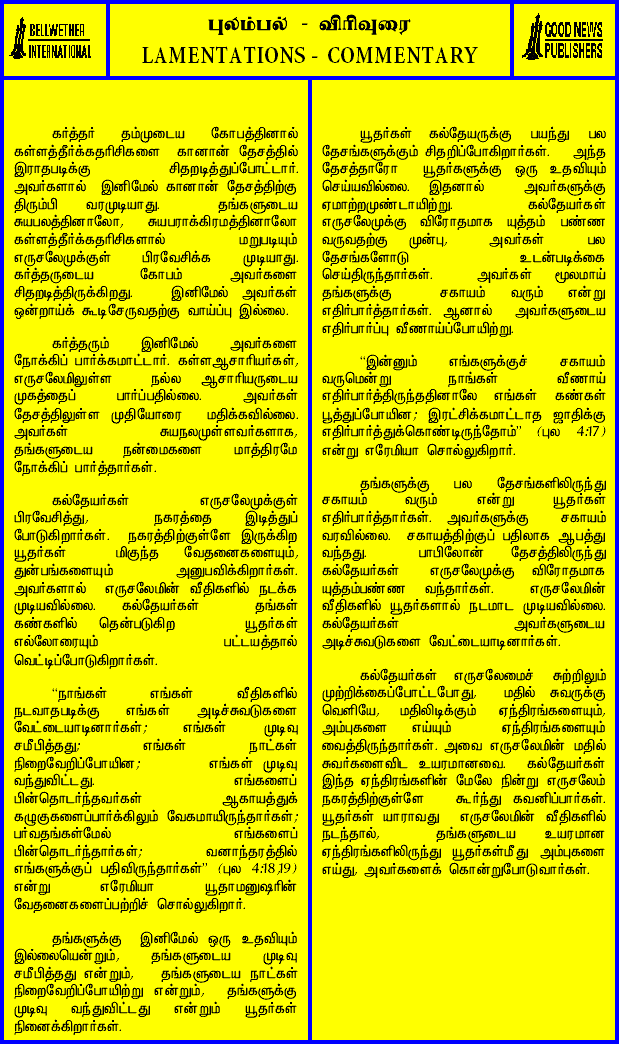 BELLWETHER
INTERNATIONAL
புலம்பல் - விரிவுரை
LAMENTATIONS - COMMENTARY
GOOD NEWS
PUBLISHERS
கர்த்தர் தம்முடைய கோபத்தினால்
கள்ளத்தீர்க்கதரிசிகளை கானான் தேசத்தில்
இராதபடிக்கு சிதறடித்துப்போட்டார்.
அவர்களால் இனிமேல் கானான் தேசத்திற்கு
திரும்பி வரமுடியாது. தங்களுடைய
சுயபலத்தினாலோ, சுயபராக்கிரமத்தினாலோ
கள்ளத்தீர்க்கதரிசிகளால் மறுபடியும்
எருசலேமுக்குள் பிரவேசிக்க முடியாது.
கர்த்தருடைய கோபம் அவர்களை
சிதறடித்திருக்கிறது. இனிமேல் அவர்கள்
ஒன்றாய்க் கூடிசேருவதற்கு வாய்ப்பு இல்லை.
கர்த்தரும் இனிமேல் அவர்களை
நோக்கிப் பார்க்கமாட்டார். கள்ளஆசாரியர்கள்,
எருசலேமிலுள்ள நல்ல ஆசாரியருடைய
முகத்தைப் பார்ப்பதில்லை. அவர்கள்
தேசத்திலுள்ள முதியோரை மதிக்கவில்லை.
அவர்கள் சுயநலமுள்ளவர்களாக,
தங்களுடைய நன்மைகளை மாத்திரமே
நோக்கிப் பார்த்தார்கள்.
கல்தேயர்கள் எருசலேமுக்குள்
பிரவேசித்து, நகரத்தை இடித்துப்
போடுகிறார்கள். நகரத்திற்குள்ளே இருக்கிற
யூதர்கள் மிகுந்த வேதனைகளையும்,
துன்பங்களையும் அனுபவிக்கிறார்கள்.
அவர்களால் எருசலேமின் வீதிகளில் நடக்க
முடியவில்லை. கல்தேயர்கள் தங்கள்
கண்களில் தென்படுகிற யூதர்கள்
எல்லோரையும் பட்டயத்தால்
வெட்டிப்போடுகிறார்கள்.
“நாங்கள் எங்கள் வீதிகளில்
நடவாதபடிக்கு எங்கள் அடிச்சுவடுகளை
வேட்டையாடினார்கள்; எங்கள் முடிவு
சமீபித்தது; எங்கள் நாட்கள்
நிறைவேறிப்போயின; எங்கள் முடிவு
வந்துவிட்டது. எங்களைப்
பின்தொடர்ந்தவர்கள் ஆகாயத்துக்
கழுகுகளைப்பார்க்கிலும் வேகமாயிருந்தார்கள்;
பர்வதங்கள்மேல் எங்களைப்
பின்தொடர்ந்தார்கள்; வனாந்தரத்தில்
எங்களுக்குப் பதிவிருந்தார்கள்” (புல 4:18,19)
என்று எரேமியா யூதாமனுஷரின்
வேதனைகளைப்பற்றிச் சொல்லுகிறார்.
தங்களுக்கு இனிமேல் ஒரு உதவியும்
இல்லையென்றும், தங்களுடைய முடிவு
சமீபித்தது என்றும், தங்களுடைய நாட்கள்
நிறைவேறிப்போயிற்று என்றும், தங்களுக்கு
முடிவு வந்துவிட்டது என்றும் யூதர்கள்
நினைக்கிறார்கள்.
யூதர்கள் கல்தேயருக்கு பயந்து பல
தேசங்களுக்கும் சிதறிப்போகிறார்கள். அந்த
தேசத்தாரோ யூதர்களுக்கு ஒரு உதவியும்
செய்யவில்லை. இதனால் அவர்களுக்கு
ஏமாற்றமுண்டாயிற்று. கல்தேயர்கள்
எருசலேமுக்கு விரோதமாக யுத்தம் பண்ண
வருவதற்கு முன்பு, அவர்கள் பல
தேசங்களோடு உடன்படிக்கை
செய்திருந்தார்கள். அவர்கள் மூலமாய்
தங்களுக்கு சகாயம் வரும் என்று
எதிர்பார்த்தார்கள். ஆனால் அவர்களுடைய
எதிர்பார்ப்பு வீணாய்ப்போயிற்று.
“இன்னும் எங்களுக்குச் சகாயம்
வருமென்று நாங்கள் வீணாய்
எதிர்பார்த்திருந்ததினாலே எங்கள் கண்கள்
பூத்துப்போயின; இரட்சிக்கமாட்டாத ஜாதிக்கு
எதிர்பார்த்துக்கொண்டிருந்தோம்” (புல 4:17)
என்று எரேமியா சொல்லுகிறார்.
தங்களுக்கு பல தேசங்களிலிருந்து
சகாயம் வரும் என்று யூதர்கள்
எதிர்பார்த்தார்கள். அவர்களுக்கு சகாயம்
வரவில்லை. சகாயத்திற்குப் பதிலாக ஆபத்து
வந்தது. பாபிலோன் தேசத்திலிருந்து
கல்தேயர்கள் எருசலேமுக்கு விரோதமாக
யுத்தம்பண்ண வந்தார்கள். எருசலேமின்
வீதிகளில் யூதர்களால் நடமாட முடியவில்லை.
கல்தேயர்கள் அவர்களுடைய
அடிச்சுவடுகளை வேட்டையாடினார்கள்.
கல்தேயர்கள் எருசலேமைச் சுற்றிலும்
முற்றிக்கைப்போட்டபோது, மதில் சுவருக்கு
வெளியே, மதிலிடிக்கும் ஏந்திரங்களையும்,
அம்புகளை எய்யும் ஏந்திரங்களையும்
வைத்திருந்தார்கள். அவை எருசலேமின் மதில்
சுவர்களைவிட உயரமானவை. கல்தேயர்கள்
இந்த ஏந்திரங்களின் மேலே நின்று எருசலேம்
நகரத்திற்குள்ளே கூர்ந்து கவனிப்பார்கள்.
யூதர்கள் யாராவது எருசலேமின் வீதிகளில்
நடந்தால், தங்களுடைய உயரமான
ஏந்திரங்களிலிருந்து யூதர்கள்மீது அம்புகளை
எய்து, அவர்களைக் கொன்றுபோடுவார்கள்.